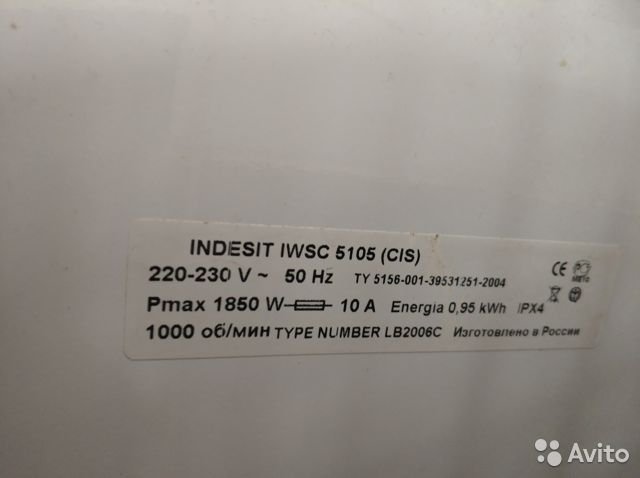 INDESIT IWSC 5105 (CIS)
220-230 V ~ 50 Hz ТУ 5156-001-39531251-2004
Pmax 1850 W 10 A Energia 0,95 kWh IPX4
1000 об/мин TYPE NUMBER LB2006C Изготовлено в России
Avito